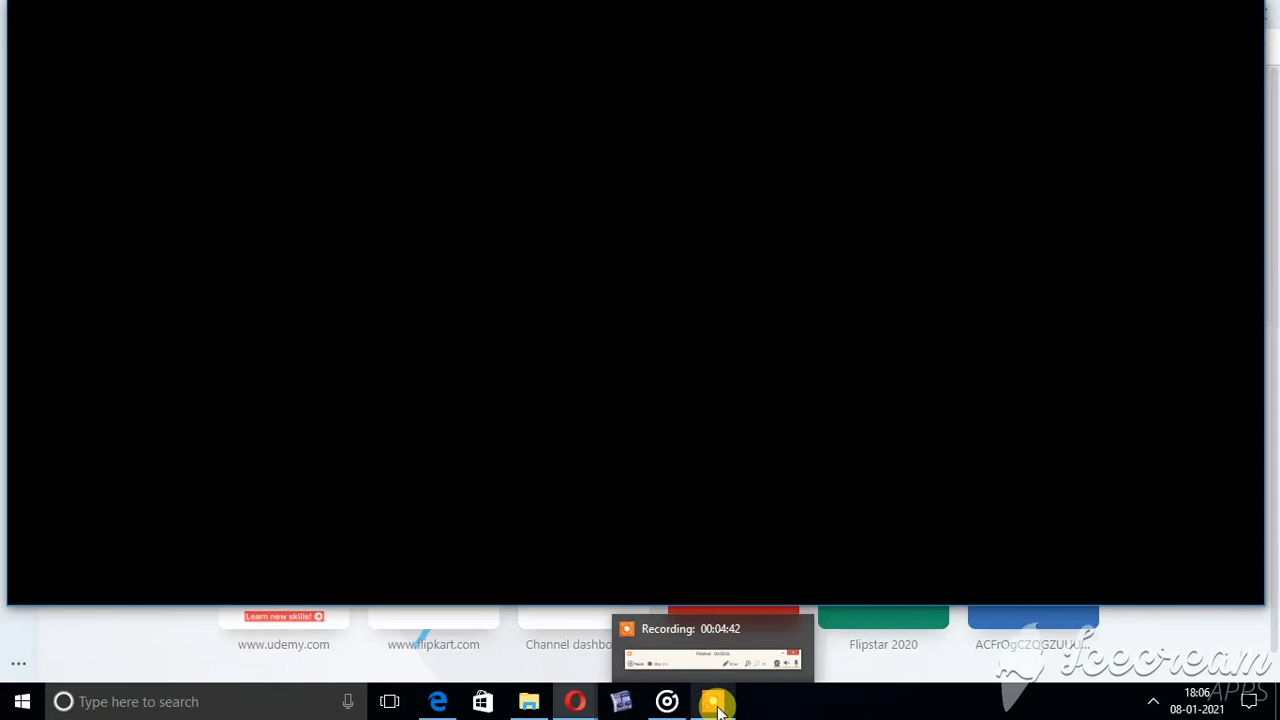 Learn new skills!
www.udemy.com
www.flipkart.com
Channel dashbo
Flipstar 2020
ACFrOgCZQGZUUU...
Recording: 00:04:42
Icecream
APPS
Type here to search
18:06
08-01-2021